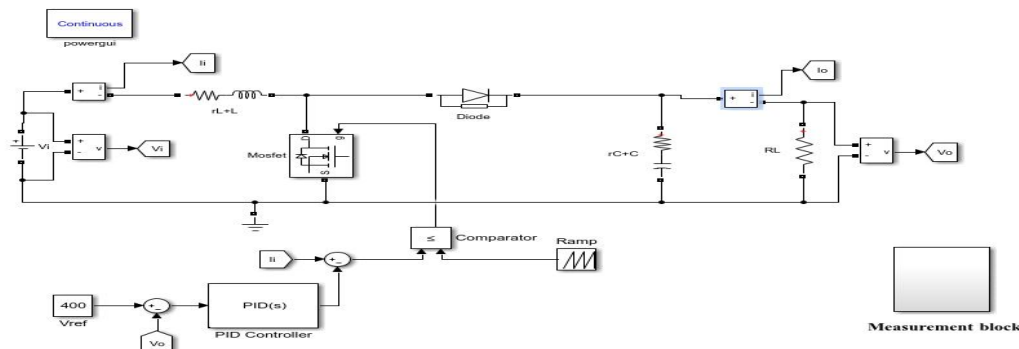 Continuous
powergui
Ii
Io
rL+L
Diode
Vi
Vi
Mosfet
D
g
S
rC+C
RL
Vo
+
-
i
v
≤
Comparator
Ramp
Ii
400
Vref
PID(s)
PID Controller
Vo
Measurement block